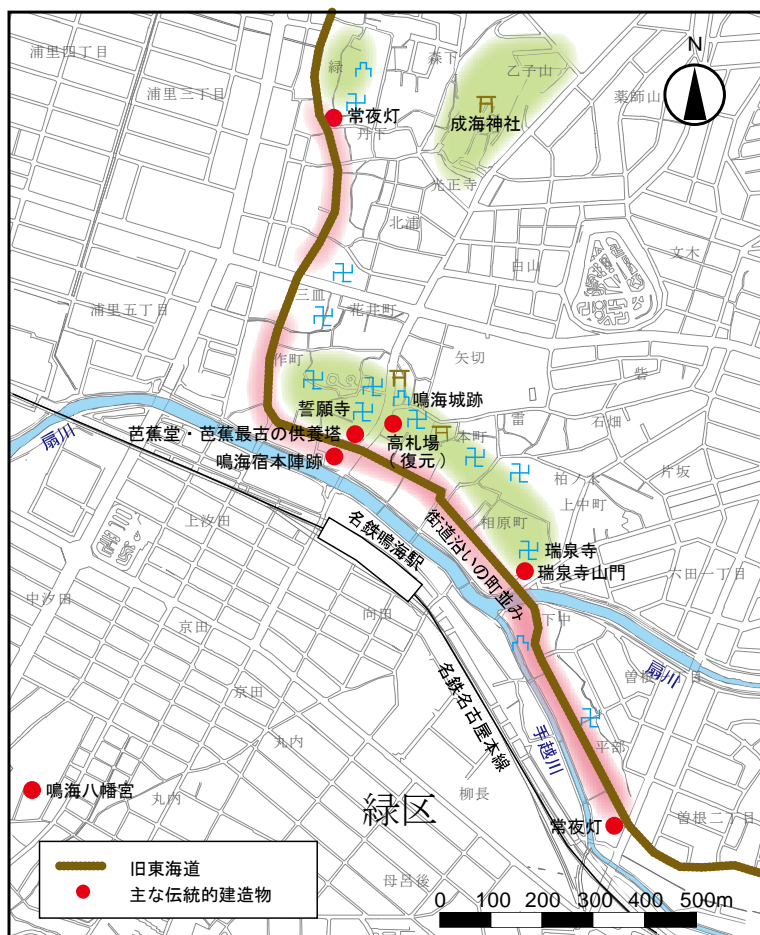 浦里四丁目
緑
森下
乙子山
N
浦里三丁目
薬師山
常夜灯
成海神社
丹下
光正寺
北浦
文木
白山
浦里五丁目
三皿
花井町
作町
矢切
砦
鳴海城跡
誓願寺
雷
石畑
芭蕉堂・芭蕉最古の供養塔
高札場
(復元)
本町
扇川
鳴海宿本陣跡
柏ノ木
片坂
上中町
上汐田
相原町
名鉄鳴海駅
街道沿いの町並み
瑞泉寺
瑞泉寺山門
六田一丁目
中汐田
向田
下中
京田
扇川
京田
名鉄名古屋本線
手越川
丸内
平部
鳴海八幡宮
丸内
柳長
緑区
常夜灯
曽根二丁目
母呂後
旧東海道
主な伝統的建造物
0 100 200 300 400 500m